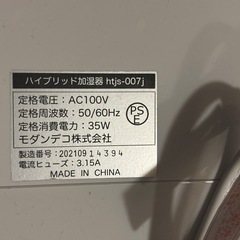 ハイブリッド加湿器 htjs-007j
定格電圧：AC100V
定格周波数：50/60Hz
定格消費電力：35W
モダンデコ株式会社
PSE
製造番号：20210914394
電流ヒューズ：3.15A
MADE IN CHINA